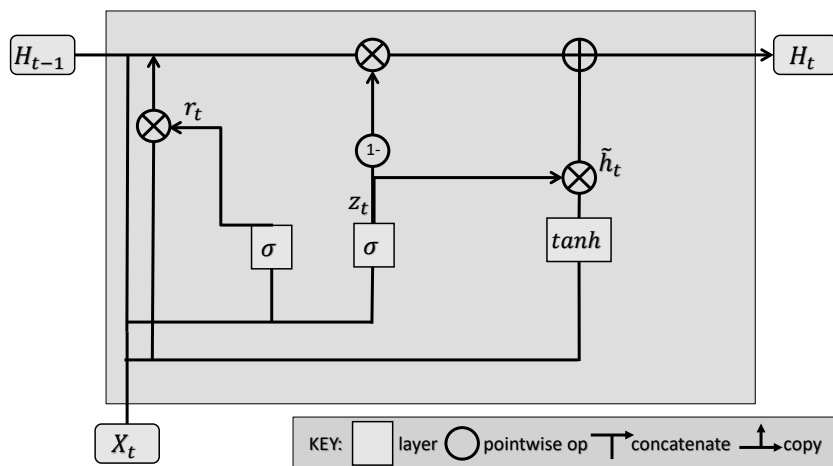 H_{t-1}
H_t
r_t
1-
h̃_t
z_t
σ
σ
tanh
X_t
KEY: layer pointwise op concatenate copy